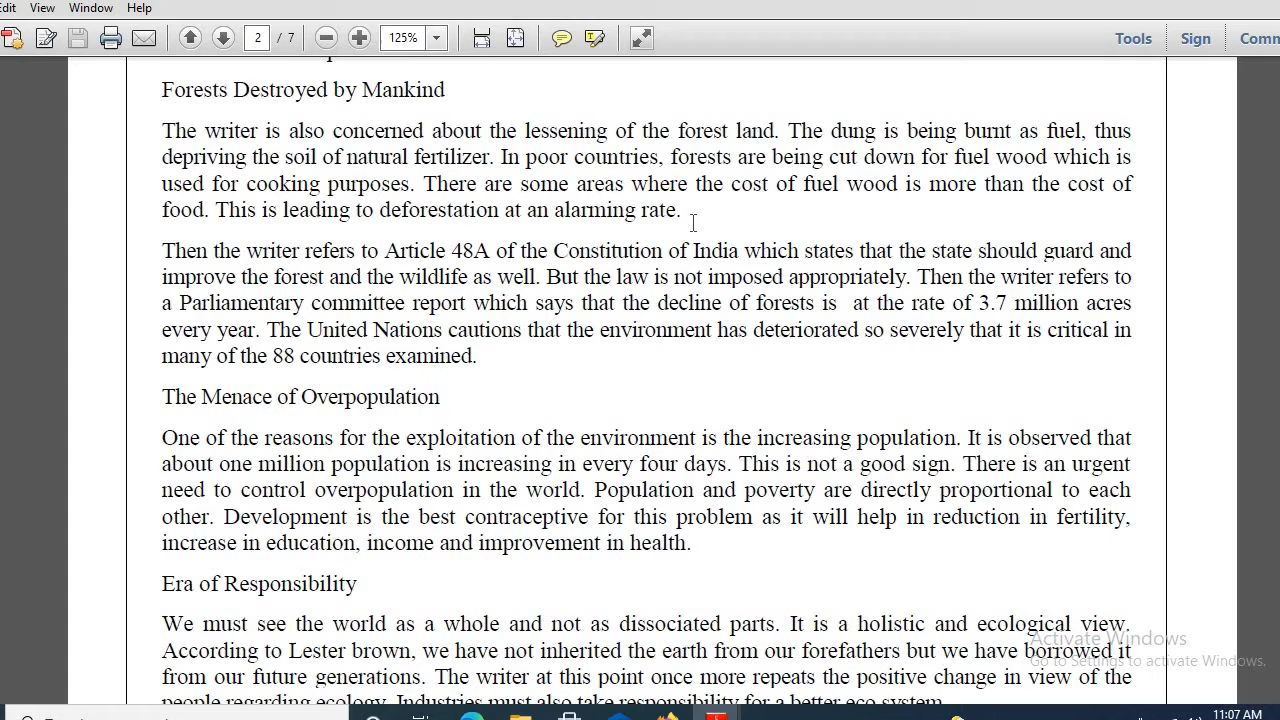 Edit View Window Help
2 / 7 125% Tools Sign Comm
Forests Destroyed by Mankind
The writer is also concerned about the lessening of the forest land. The dung is being burnt as fuel, thus
depriving the soil of natural fertilizer. In poor countries, forests are being cut down for fuel wood which is
used for cooking purposes. There are some areas where the cost of fuel wood is more than the cost of
food. This is leading to deforestation at an alarming rate.
Then the writer refers to Article 48A of the Constitution of India which states that the state should guard and
improve the forest and the wildlife as well. But the law is not imposed appropriately. Then the writer refers to
a Parliamentary committee report which says that the decline of forests is at the rate of 3.7 million acres
every year. The United Nations cautions that the environment has deteriorated so severely that it is critical in
many of the 88 countries examined.
The Menace of Overpopulation
One of the reasons for the exploitation of the environment is the increasing population. It is observed that
about one million population is increasing in every four days. This is not a good sign. There is an urgent
need to control overpopulation in the world. Population and poverty are directly proportional to each
other. Development is the best contraceptive for this problem as it will help in reduction in fertility,
increase in education, income and improvement in health.
Era of Responsibility
We must see the world as a whole and not as dissociated parts. It is a holistic and ecological view.
Activate Windows
According to Lester brown, we have not inherited the earth from our forefathers but we have borrowed it
Go to Settings to activate Windows.
from our future generations. The writer at this point once more repeats the positive change in view of the
people regarding ecology. Industries must also take responsibility for a better eco system.
11:07 AM